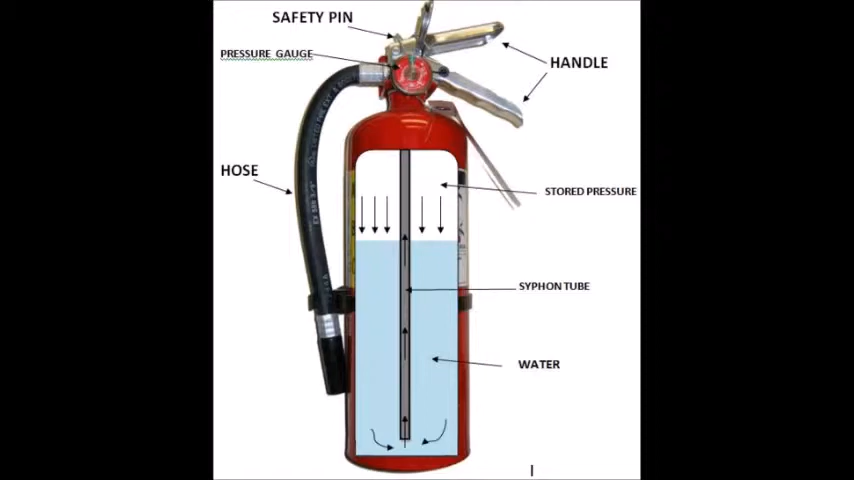 SAFETY PIN
PRESSURE GAUGE
HANDLE
HOSE
STORED PRESSURE
SYPHON TUBE
WATER